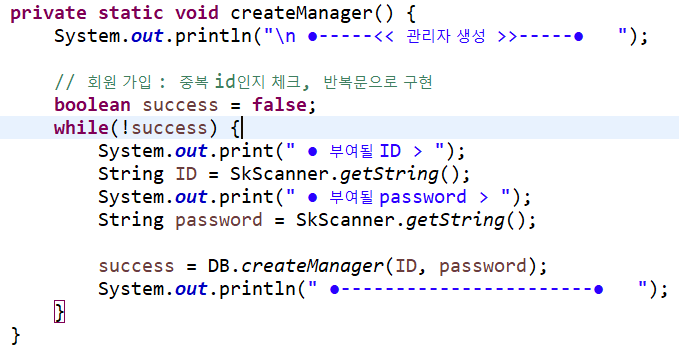 private static void createManager() {
    System.out.println("\n ●-----<< 관리자 생성 >>-----●   ");

    // 회원 가입 : 중복 id인지 체크, 반복문으로 구현
    boolean success = false;
    while(!success) {
        System.out.print(" ● 부여될 ID > ");
        String ID = SkScanner.getString();
        System.out.print(" ● 부여될 password > ");
        String password = SkScanner.getString();

        success = DB.createManager(ID, password);
        System.out.println(" ●-----------------------●   ");
    }
}